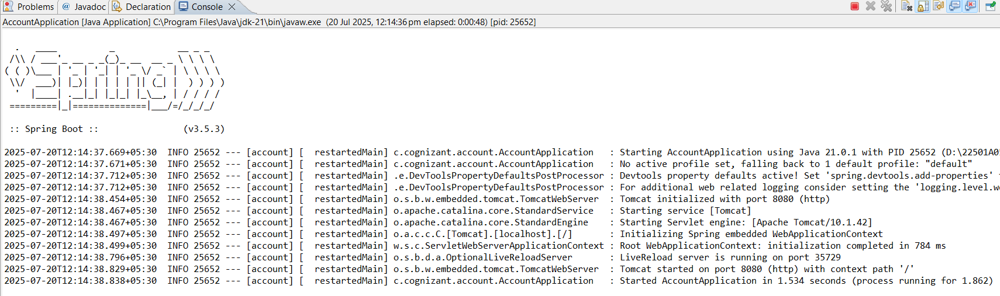 Problems @ Javadoc Declaration Console
AccountApplication [Java Application] C:\Program Files\Java\jdk-21\bin\javaw.exe (20 Jul 2025, 12:14:36 pm elapsed: 0:00:48) [pid: 25652]
  .   ____          _            __ _ _
 /\\ / ___'_ __ _ _(_)_ __  __ _ \ \ \ \
( ( )\___ | '_ | '_| | '_ \/ _` | \ \ \ \
 \\/  ___)| |_)| | | | | || (_| |  ) ) ) )
  '  |____| .__|_| |_|_| |_\__, | / / / /
 =========|_|==============|___/=/_/_/_/
 :: Spring Boot ::                (v3.5.3)
2025-07-20T12:14:37.669+05:30  INFO 25652 --- [account] [  restartedMain] c.cognizant.account.AccountApplication   : Starting AccountApplication using Java 21.0.1 with PID 25652 (D:\22501A05
2025-07-20T12:14:37.671+05:30  INFO 25652 --- [account] [  restartedMain] c.cognizant.account.AccountApplication   : No active profile set, falling back to 1 default profile: "default"
2025-07-20T12:14:37.712+05:30  INFO 25652 --- [account] [  restartedMain] .e.DevToolsPropertyDefaultsPostProcessor : Devtools property defaults active! Set 'spring.devtools.add-properties'
2025-07-20T12:14:37.712+05:30  INFO 25652 --- [account] [  restartedMain] .e.DevToolsPropertyDefaultsPostProcessor : For additional web related logging consider setting the 'logging.level.w
2025-07-20T12:14:38.454+05:30  INFO 25652 --- [account] [  restartedMain] o.s.b.w.embedded.tomcat.TomcatWebServer  : Tomcat initialized with port 8080 (http)
2025-07-20T12:14:38.467+05:30  INFO 25652 --- [account] [  restartedMain] o.apache.catalina.core.StandardService   : Starting service [Tomcat]
2025-07-20T12:14:38.467+05:30  INFO 25652 --- [account] [  restartedMain] o.apache.catalina.core.StandardEngine    : Starting Servlet engine: [Apache Tomcat/10.1.42]
2025-07-20T12:14:38.497+05:30  INFO 25652 --- [account] [  restartedMain] o.a.c.c.C.[Tomcat].[localhost].[/]       : Initializing Spring embedded WebApplicationContext
2025-07-20T12:14:38.499+05:30  INFO 25652 --- [account] [  restartedMain] w.s.c.ServletWebServerApplicationContext : Root WebApplicationContext: initialization completed in 784 ms
2025-07-20T12:14:38.796+05:30  INFO 25652 --- [account] [  restartedMain] o.s.b.d.a.OptionalLiveReloadServer       : LiveReload server is running on port 35729
2025-07-20T12:14:38.829+05:30  INFO 25652 --- [account] [  restartedMain] o.s.b.w.embedded.tomcat.TomcatWebServer  : Tomcat started on port 8080 (http) with context path '/'
2025-07-20T12:14:38.838+05:30  INFO 25652 --- [account] [  restartedMain] c.cognizant.account.AccountApplication   : Started AccountApplication in 1.534 seconds (process running for 1.862)